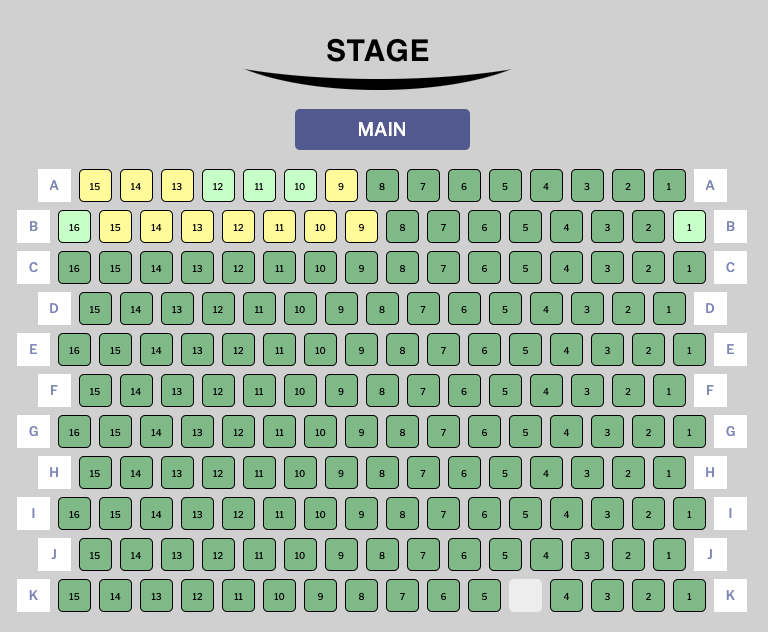 STAGE
MAIN
A 15 14 13 12 11 10 9 8 7 6 5 4 3 2 1 A
B 16 15 14 13 12 11 10 9 8 7 6 5 4 3 2 1 B
C 16 15 14 13 12 11 10 9 8 7 6 5 4 3 2 1 C
D 15 14 13 12 11 10 9 8 7 6 5 4 3 2 1 D
E 16 15 14 13 12 11 10 9 8 7 6 5 4 3 2 1 E
F 15 14 13 12 11 10 9 8 7 6 5 4 3 2 1 F
G 16 15 14 13 12 11 10 9 8 7 6 5 4 3 2 1 G
H 15 14 13 12 11 10 9 8 7 6 5 4 3 2 1 H
I 16 15 14 13 12 11 10 9 8 7 6 5 4 3 2 1 I
J 15 14 13 12 11 10 9 8 7 6 5 4 3 2 1 J
K 15 14 13 12 11 10 9 8 7 6 5 4 3 2 1 K